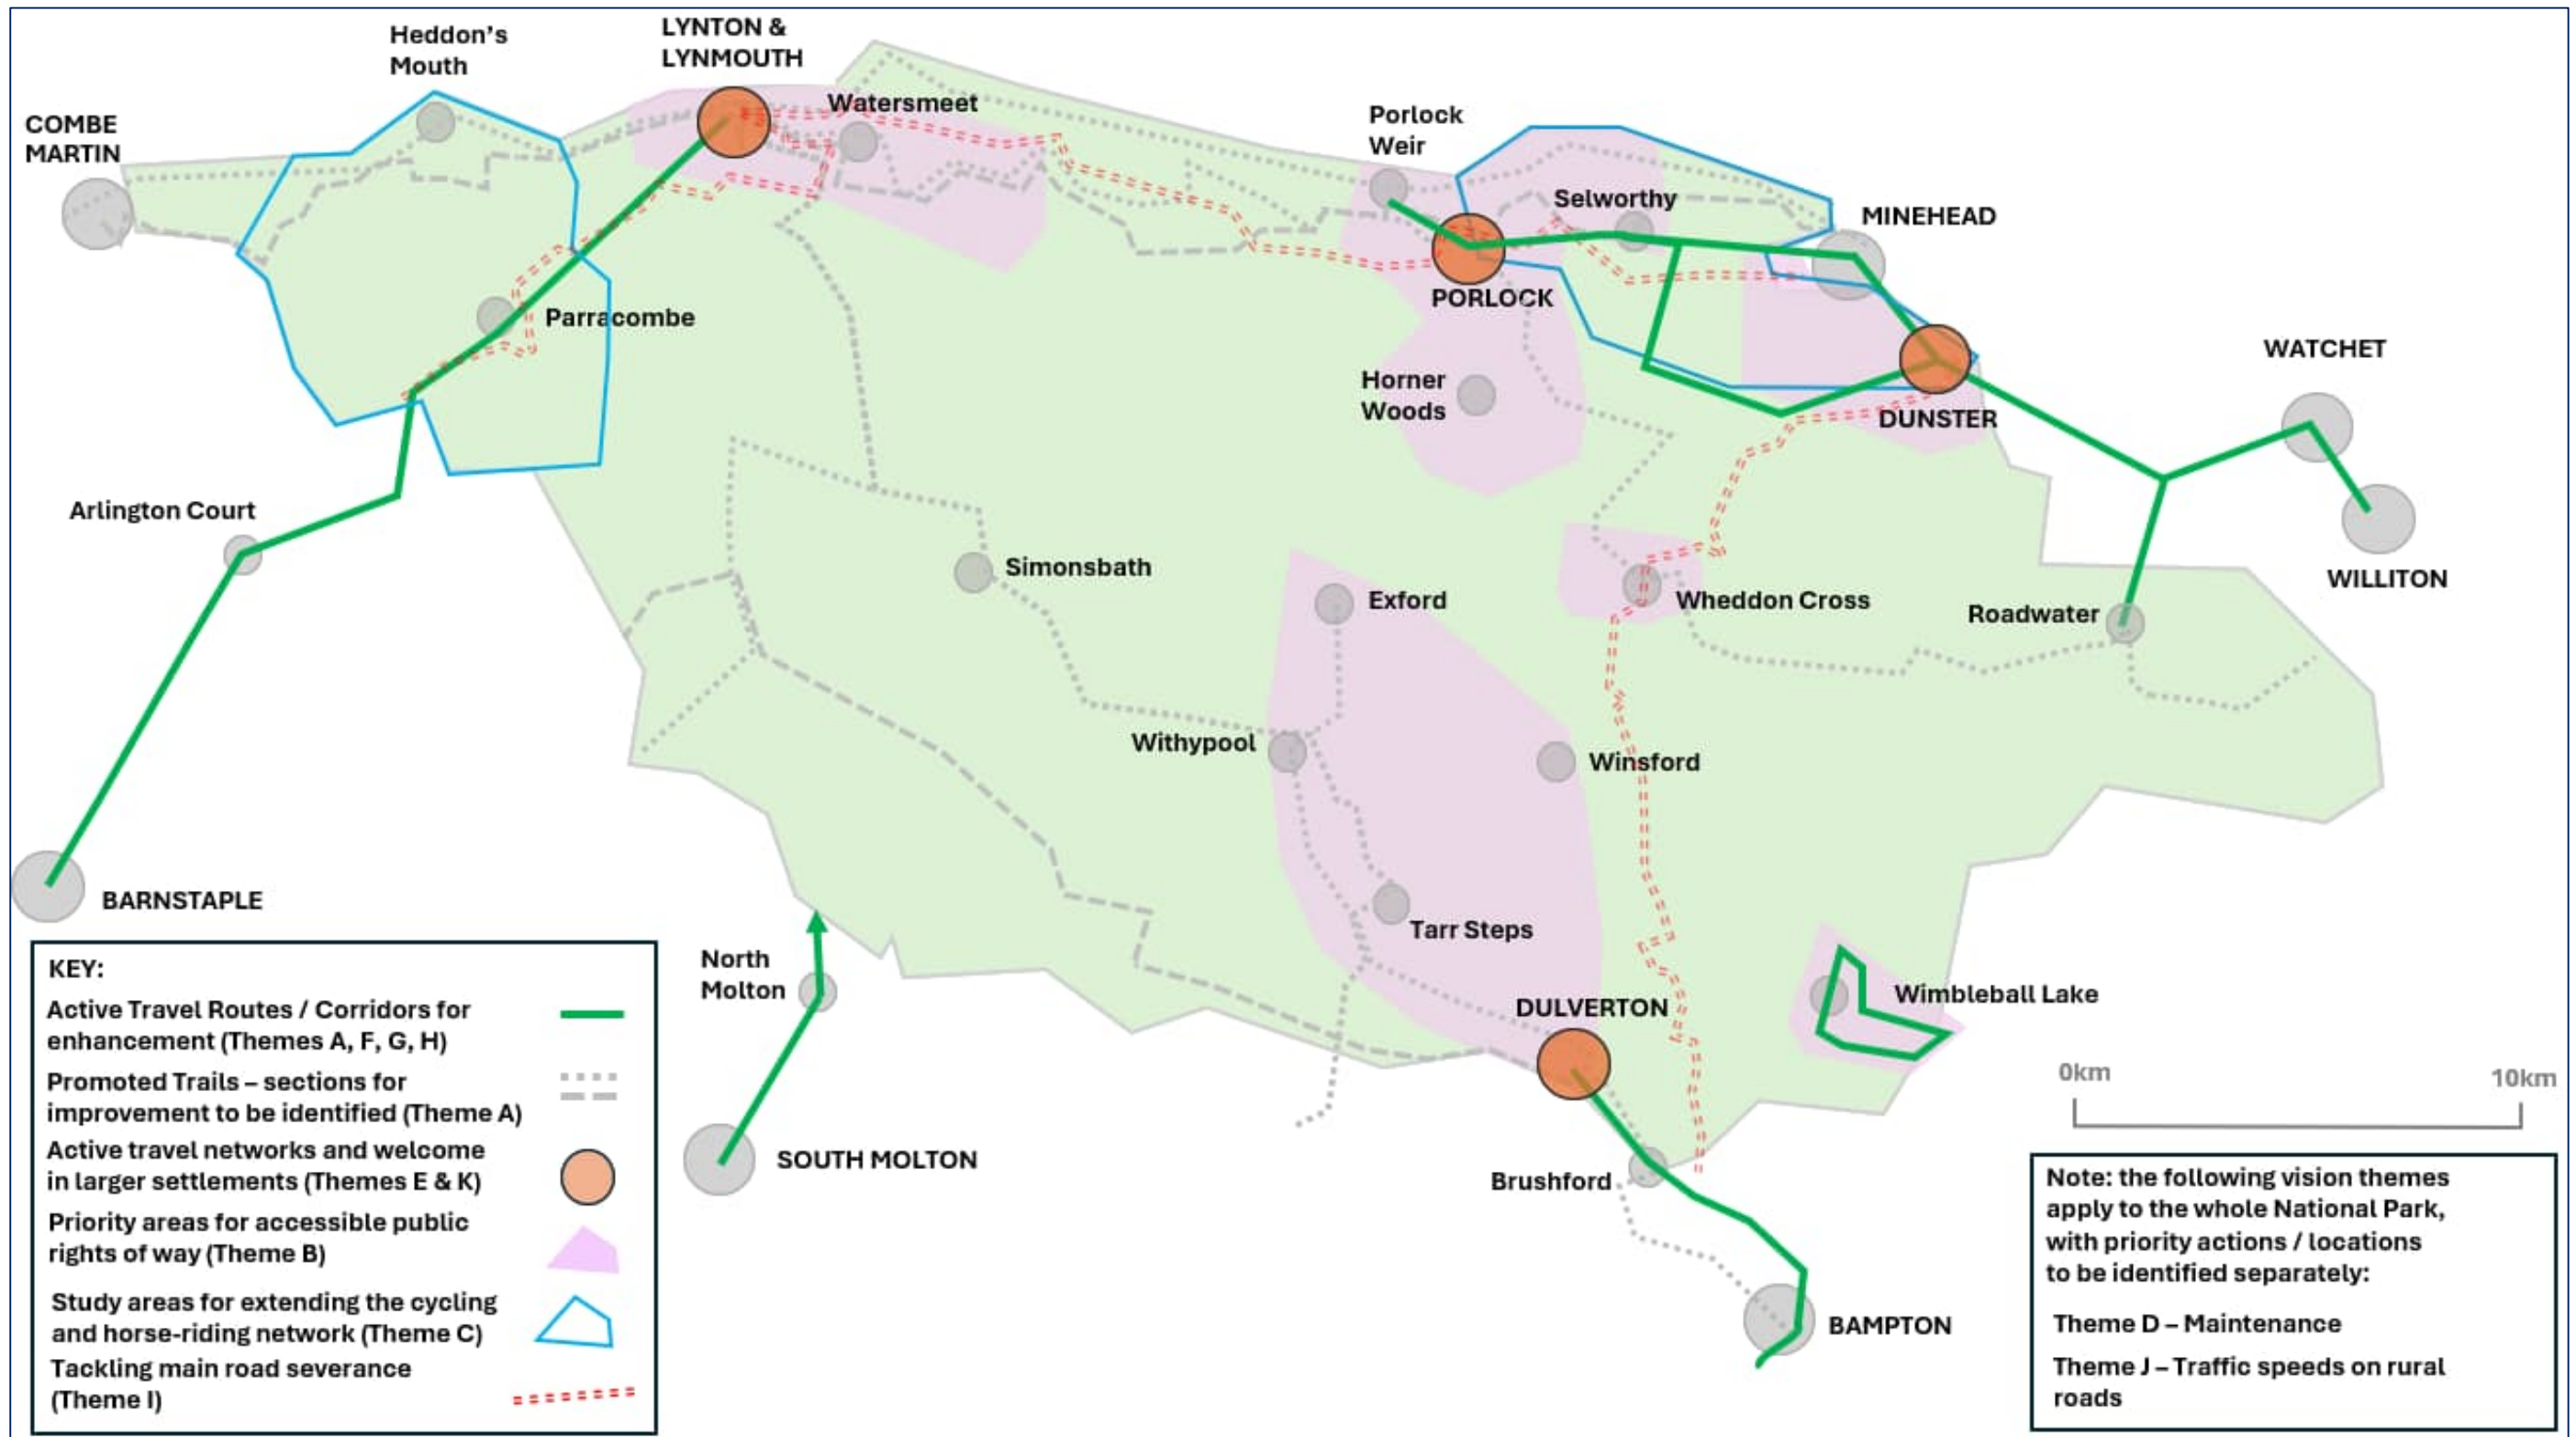 Heddon's
Mouth
LYNTON &
LYNMOUTH
COMBE
MARTIN
Watersmeet
Porlock
Weir
Selworthy
MINEHEAD
PORLOCK
Parracombe
WATCHET
Horner
Woods
DUNSTER
Arlington Court
Simonsbath
Exford
Wheddon Cross
WILLITON
Roadwater
Withypool
Winsford
BARNSTAPLE
Tarr Steps
North
Molton
DULVERTON
Wimbleball Lake
SOUTH MOLTON
Brushford
BAMPTON
0km
10km
KEY:
Active Travel Routes / Corridors for
enhancement (Themes A, F, G, H)
Promoted Trails – sections for
improvement to be identified (Theme A)
Active travel networks and welcome
in larger settlements (Themes E & K)
Priority areas for accessible public
rights of way (Theme B)
Study areas for extending the cycling
and horse-riding network (Theme C)
Tackling main road severance
(Theme I)
Note: the following vision themes
apply to the whole National Park,
with priority actions / locations
to be identified separately:
Theme D – Maintenance
Theme J – Traffic speeds on rural
roads